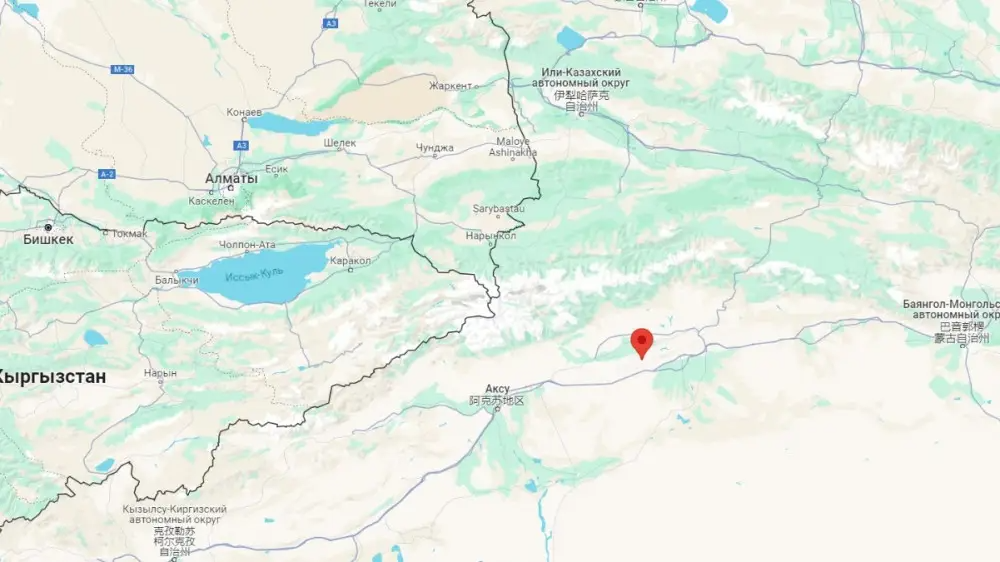 Текели
A3
M-36
Жаркент
Или-Казахский
автономный округ
伊犁哈萨克
自治州
Конаев
A3
Шелек
Чунджа
Maloye
Ashinakha
A-2
Есик
Алматы
Каскелен
Sarybastau
Бишкек
Токмак
Нарынкол
Чолпон-Ата
Каракол
Иссык-Куль
Балыкчи
Баянгол-Монгольс
автономный окр
巴音郭楞
蒙古自治州
Кыргызстан
Нарын
Аксу
阿克苏地区
Кызылсу-Киргизский
автономный округ
克孜勒苏
柯尔克孜
自治州